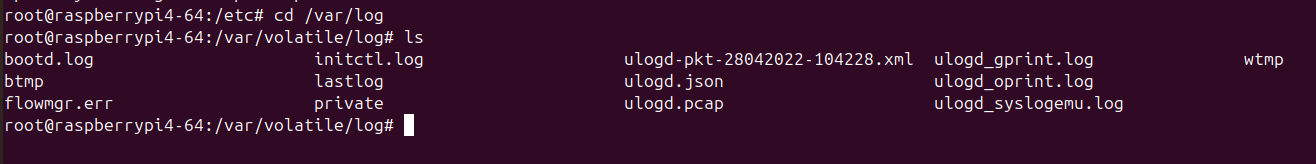 root@raspberrypi4-64:/etc# cd /var/log
root@raspberrypi4-64:/var/volatile/log# ls
bootd.log initctl.log ulogd-pkt-28042022-104228.xml ulogd_gprint.log wtmp
btmp lastlog ulogd.json ulogd_oprint.log
flowmgr.err private ulogd.pcap ulogd_syslogemu.log
root@raspberrypi4-64:/var/volatile/log#